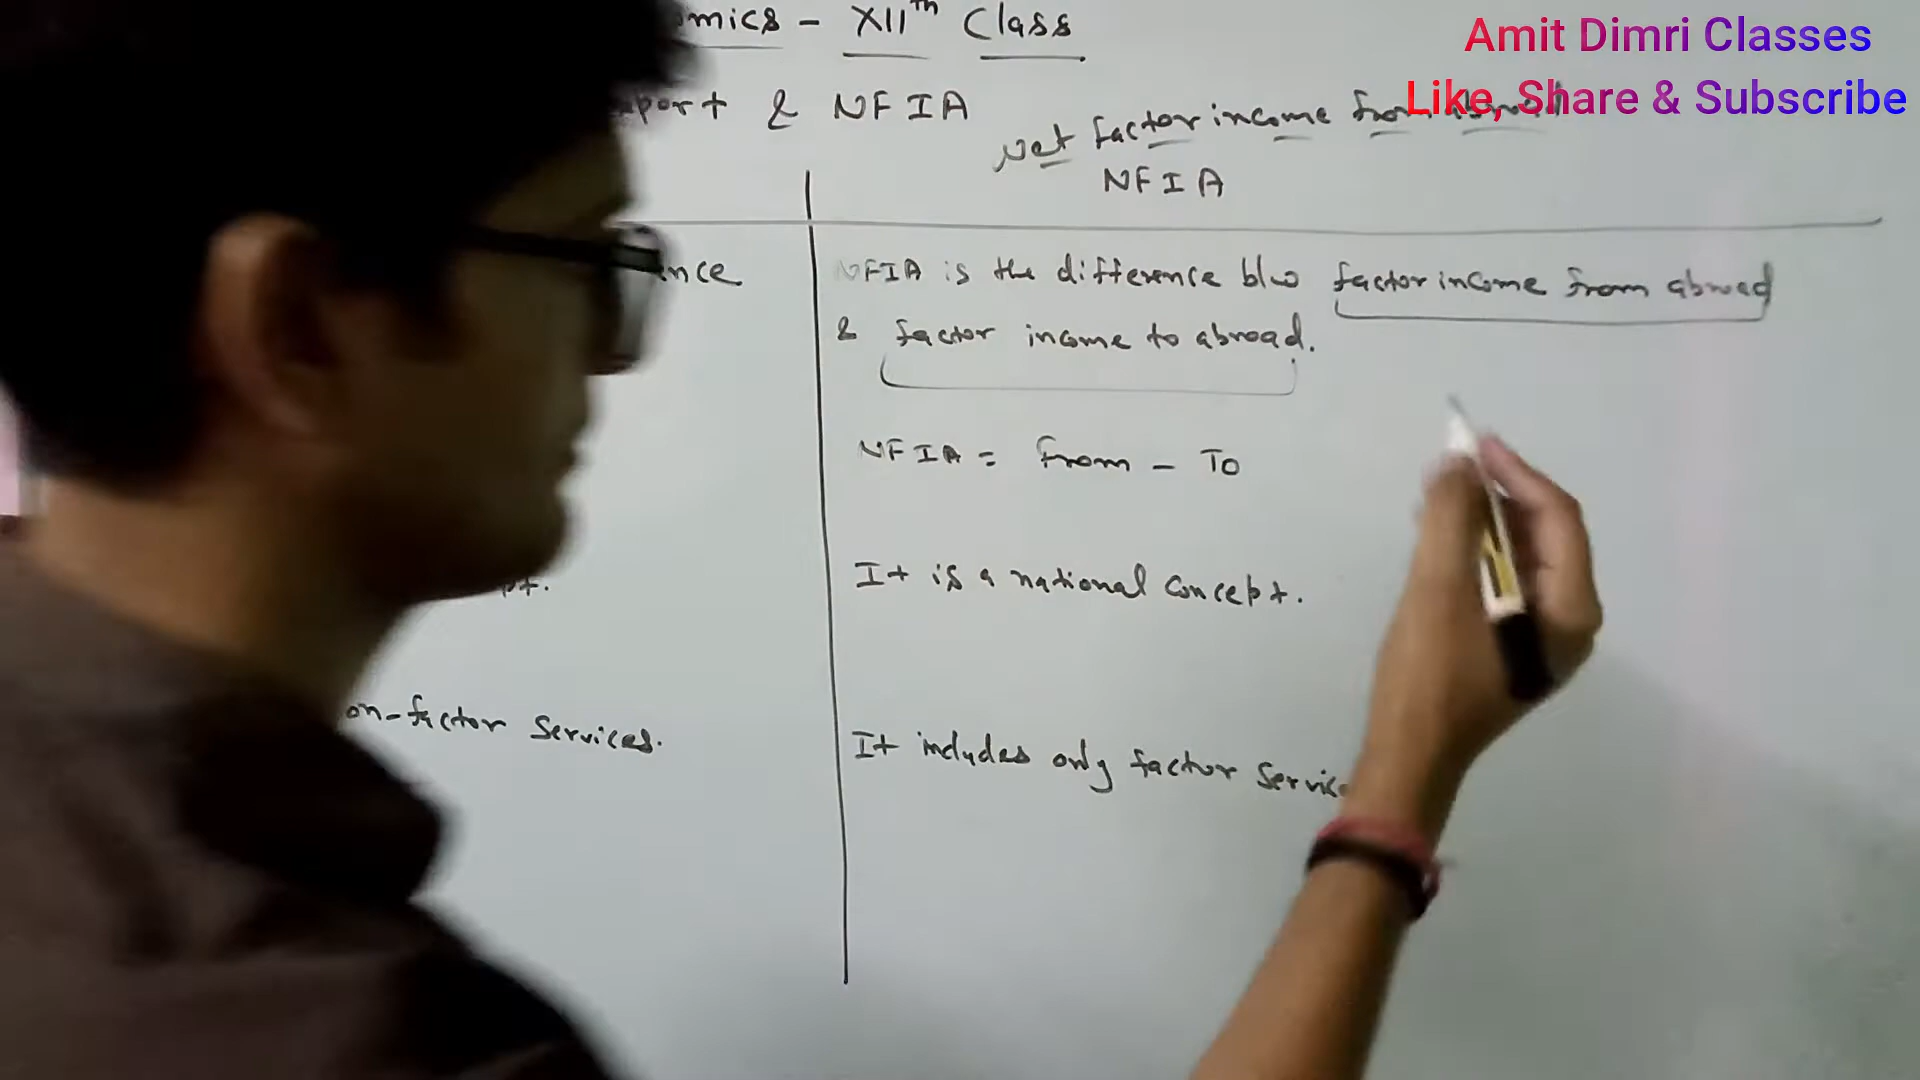 Amit Dimri Classes
Like, Share & Subscribe
omics - XIIth Class
port & NFIA
Net factor income from abroad
NFIA
nce
NFIA is the difference b/w factor income from abroad
& factor income to abroad.
NFIA = From - To
pt.
It is a national concept.
on-factor services.
It includes only factor servic